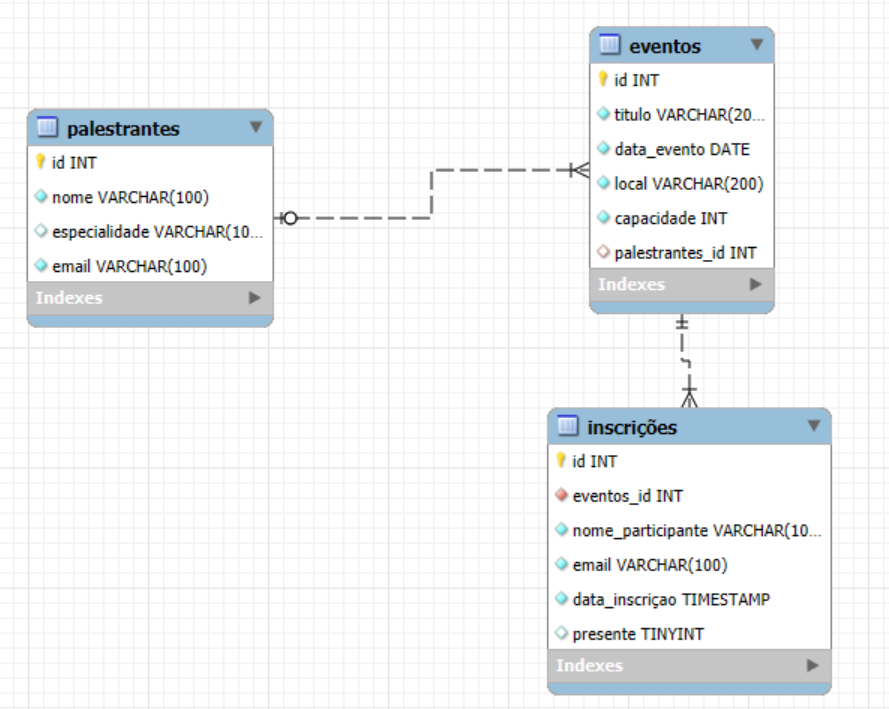 palestrantes
id INT
nome VARCHAR(100)
especialidade VARCHAR(10...
email VARCHAR(100)
Indexes
eventos
id INT
titulo VARCHAR(20...
data_evento DATE
local VARCHAR(200)
capacidade INT
palestrantes_id INT
Indexes
inscrições
id INT
eventos_id INT
nome_participante VARCHAR(10...
email VARCHAR(100)
data_inscriçao TIMESTAMP
presente TINYINT
Indexes